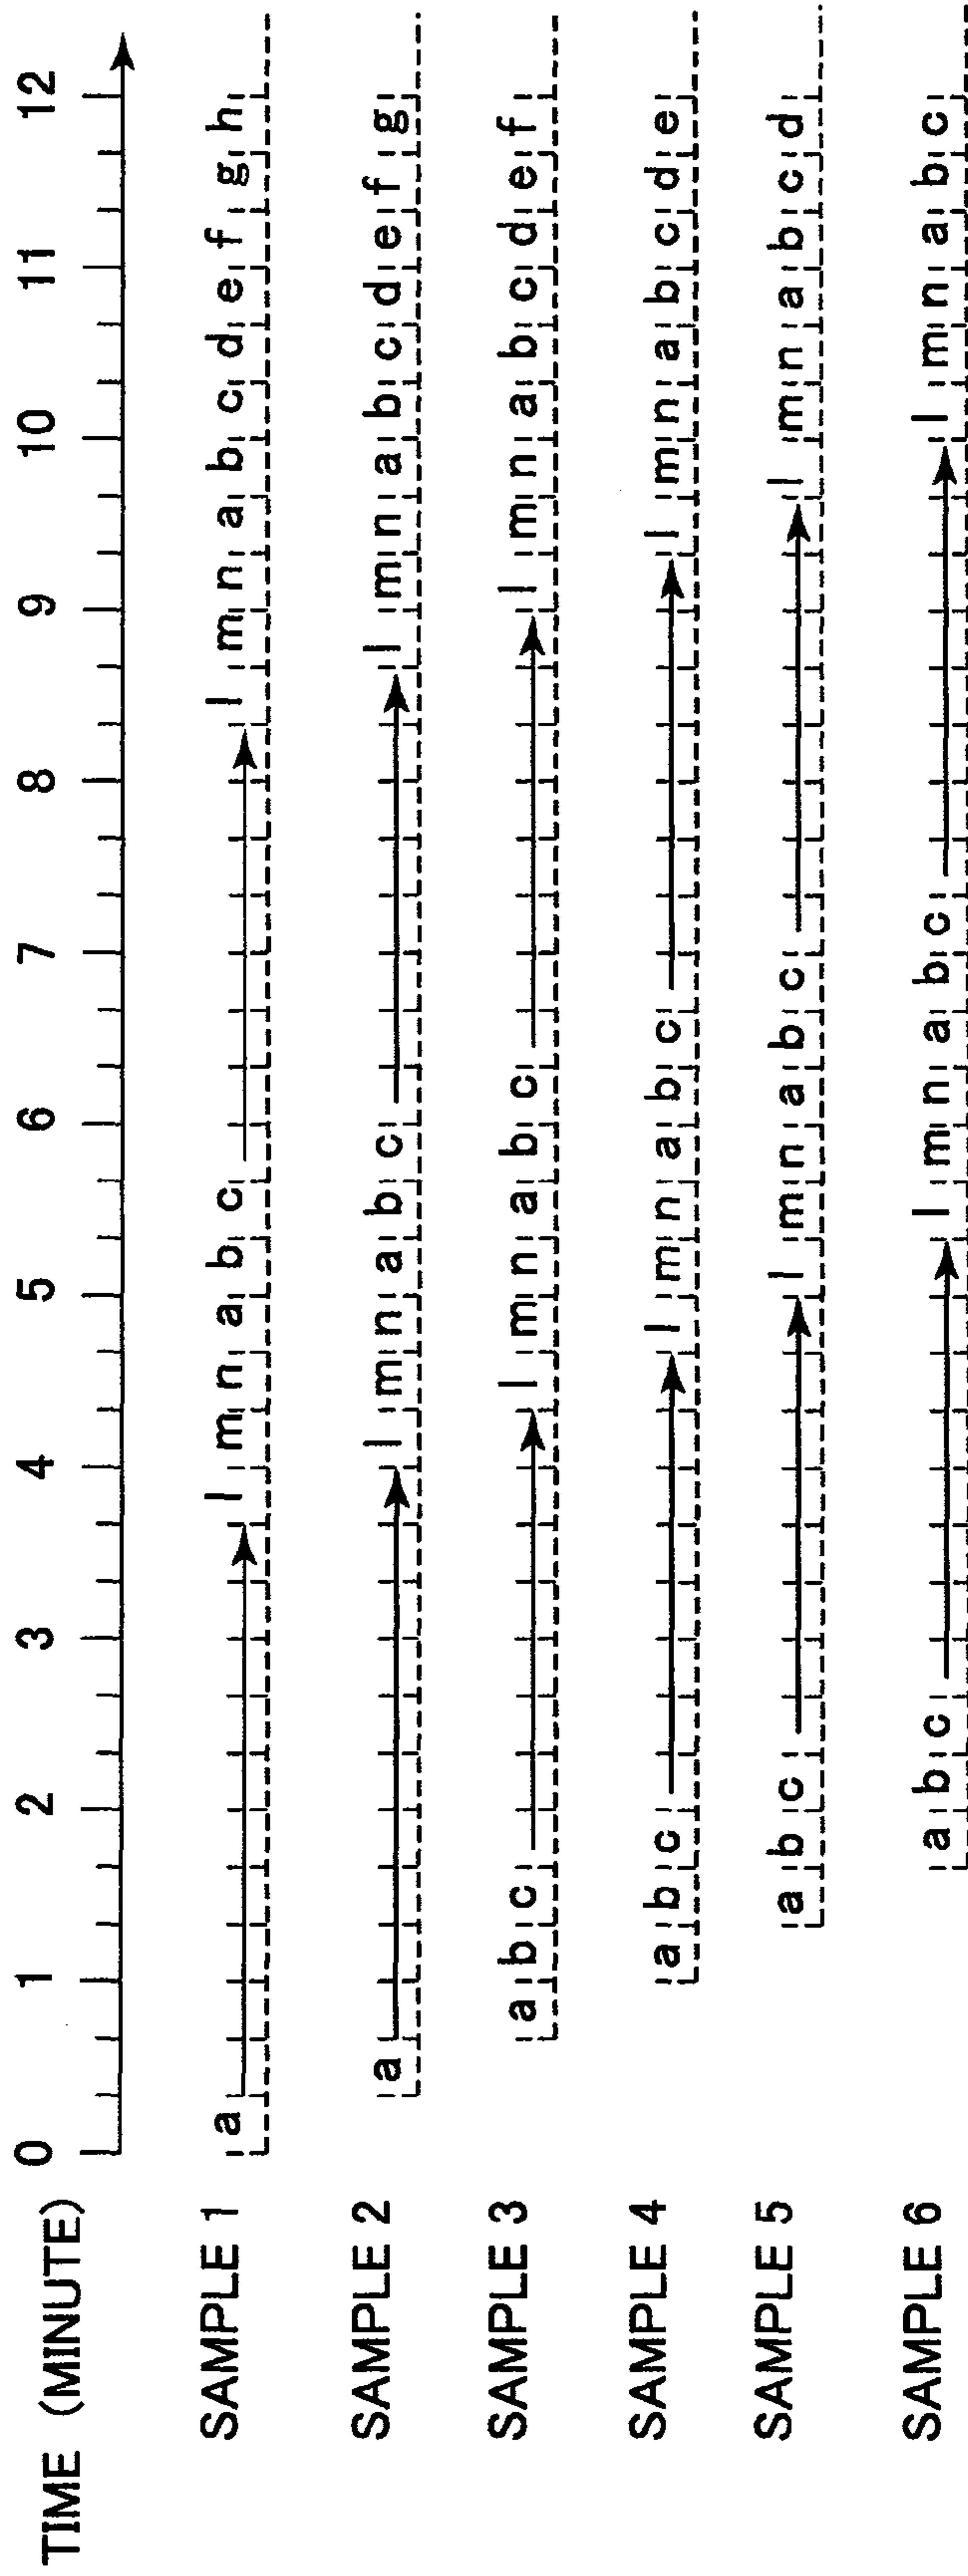 TIME (MINUTE) 0 1 2 3 4 5 6 7 8 9 10 11 12
SAMPLE 1 a l m n a b c l m n a b c d e f g h
SAMPLE 2 a l m n a b c l m n a b c d e f g
SAMPLE 3 a b c l m n a b c l m n a b c d e f
SAMPLE 4 a b c l m n a b c l m n a b c d e
SAMPLE 5 a b c l m n a b c l m n a b c d
SAMPLE 6 a b c l m n a b c l m n a b c